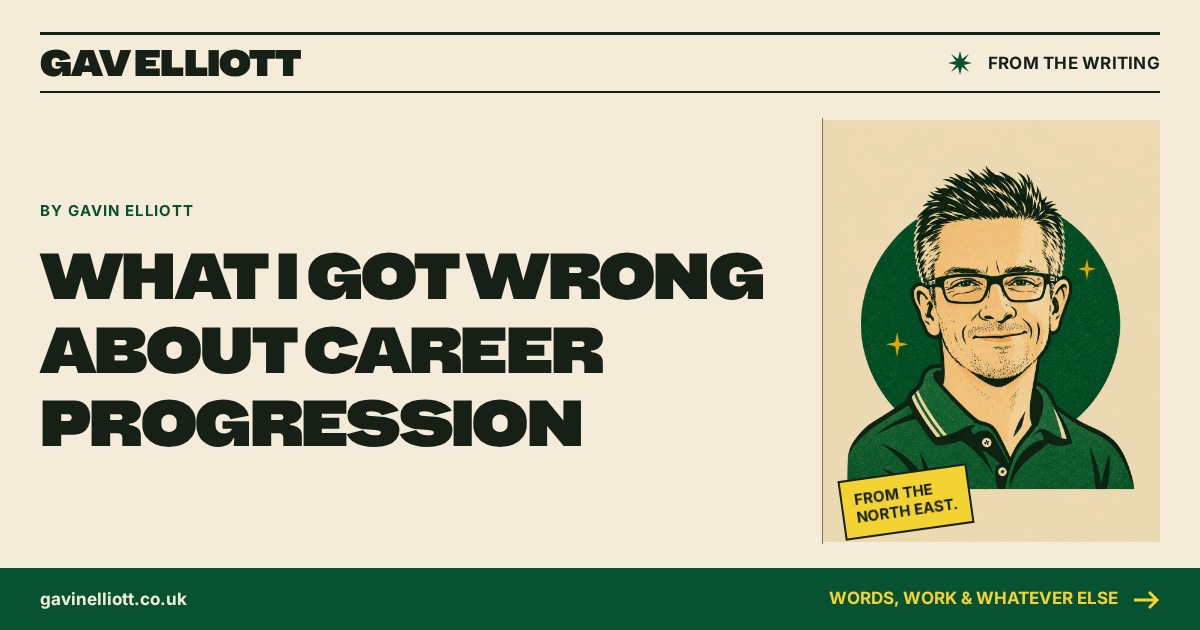 GAV ELLIOTT
FROM THE WRITING
BY GAVIN ELLIOTT
WHAT I GOT WRONG
ABOUT CAREER
PROGRESSION
FROM THE
NORTH EAST.
gavinelliott.co.uk
WORDS, WORK & WHATEVER ELSE